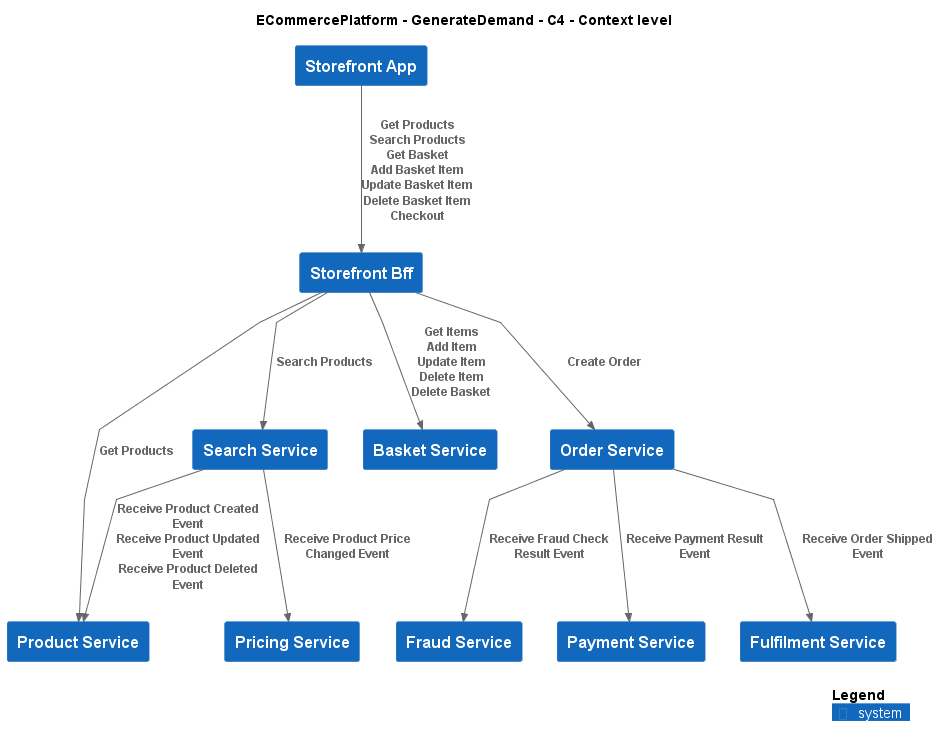 ECommercePlatform - GenerateDemand - C4 - Context level
Storefront App
Get Products
Search Products
Get Basket
Add Basket Item
Update Basket Item
Delete Basket Item
Checkout
Storefront Bff
Get Items
Add Item
Update Item
Delete Item
Delete Basket
Search Products
Create Order
Get Products
Search Service
Basket Service
Order Service
Receive Product Created
Event
Receive Product Updated
Event
Receive Product Deleted
Event
Receive Product Price
Changed Event
Receive Fraud Check
Result Event
Receive Payment Result
Event
Receive Order Shipped
Event
Product Service
Pricing Service
Fraud Service
Payment Service
Fulfilment Service
Legend
system